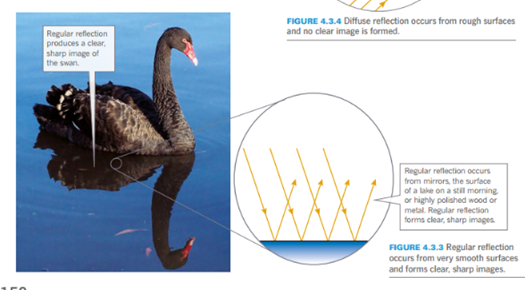 FIGURE 4.3.4 Diffuse reflection occurs from rough surfaces
and no clear image is formed.
Regular reflection
produces a clear,
sharp image of
the swan.
Regular reflection occurs
from mirrors, the surface
of a lake on a still morning,
or highly polished wood or
metal. Regular reflection
forms clear, sharp images.
FIGURE 4.3.3 Regular reflection
occurs from very smooth surfaces
and forms clear, sharp images.